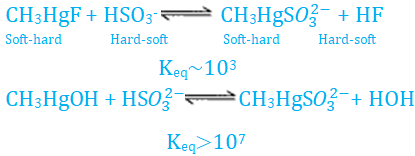 CH₃HgF + HSO₃⁻ ⇌ CH₃HgSO₃²⁻ + HF
Soft-hard Hard-soft Soft-hard Hard-soft
Keq~10³
CH₃HgOH + HSO₃²⁻ ⇌ CH₃HgSO₃²⁻ + HOH
Keq>10⁷